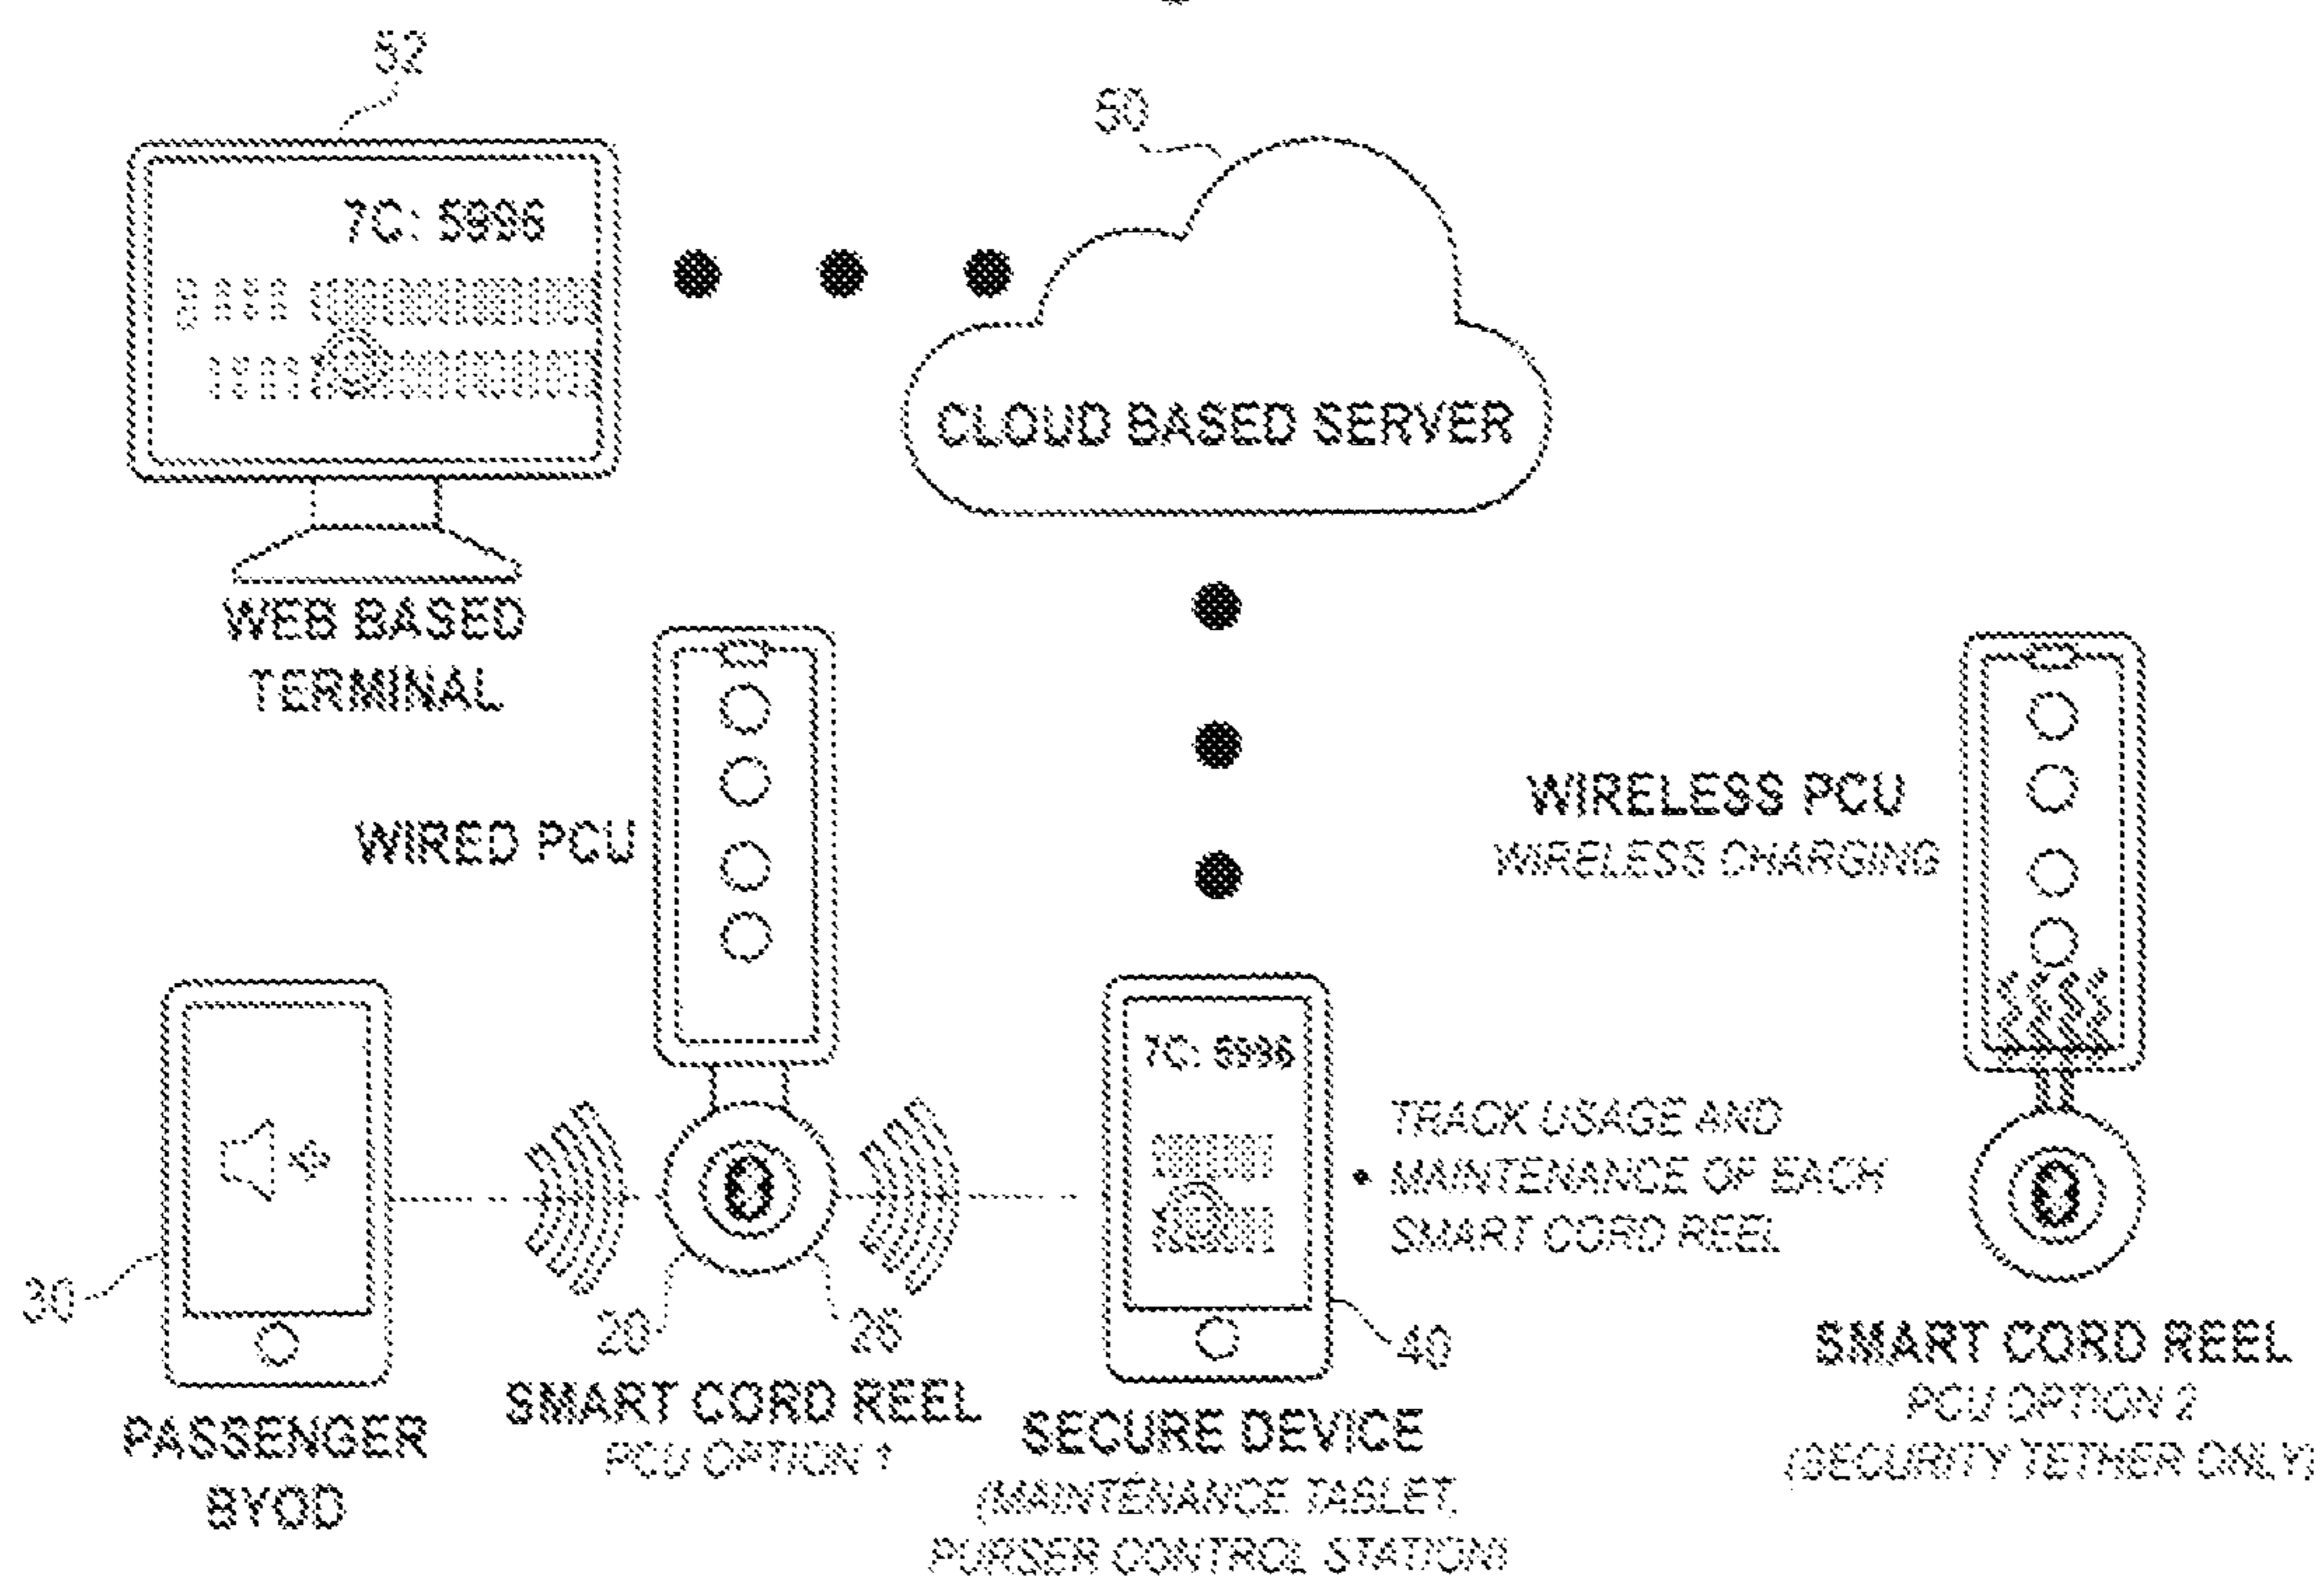 52
50
7C: 5996
CLOUD BASED SERVER
WEB BASED
TERMINAL
WIRED PCU
WIRELESS PCU
WIRELESS CHARGING
7C: 5996
TRACK USAGE AND
• MAINTENANCE OF EACH
SMART CORD REEL
30
20
26
40
PASSENGER
BYOD
SMART CORD REEL
PCU OPTION 1
SECURE DEVICE
(MAINTENANCE TABLET,
PURSER CONTROL STATION)
SMART CORD REEL
PCU OPTION 2
(SECURITY TETHER ONLY)